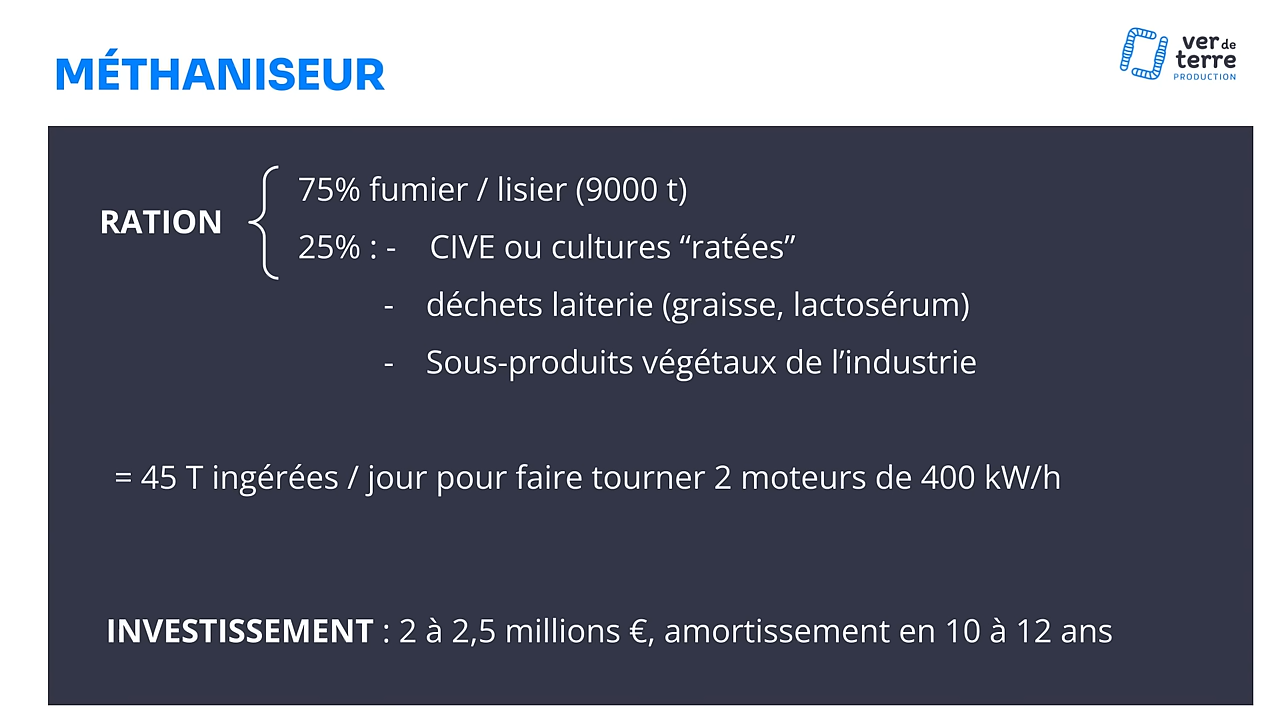 MÉTHANISEUR
ver de
terre
PRODUCTION
75% fumier / lisier (9000 t)
RATION
25% : - CIVE ou cultures “ratées”
- déchets laiterie (graisse, lactosérum)
- Sous-produits végétaux de l’industrie
= 45 T ingérées / jour pour faire tourner 2 moteurs de 400 kW/h
INVESTISSEMENT : 2 à 2,5 millions €, amortissement en 10 à 12 ans